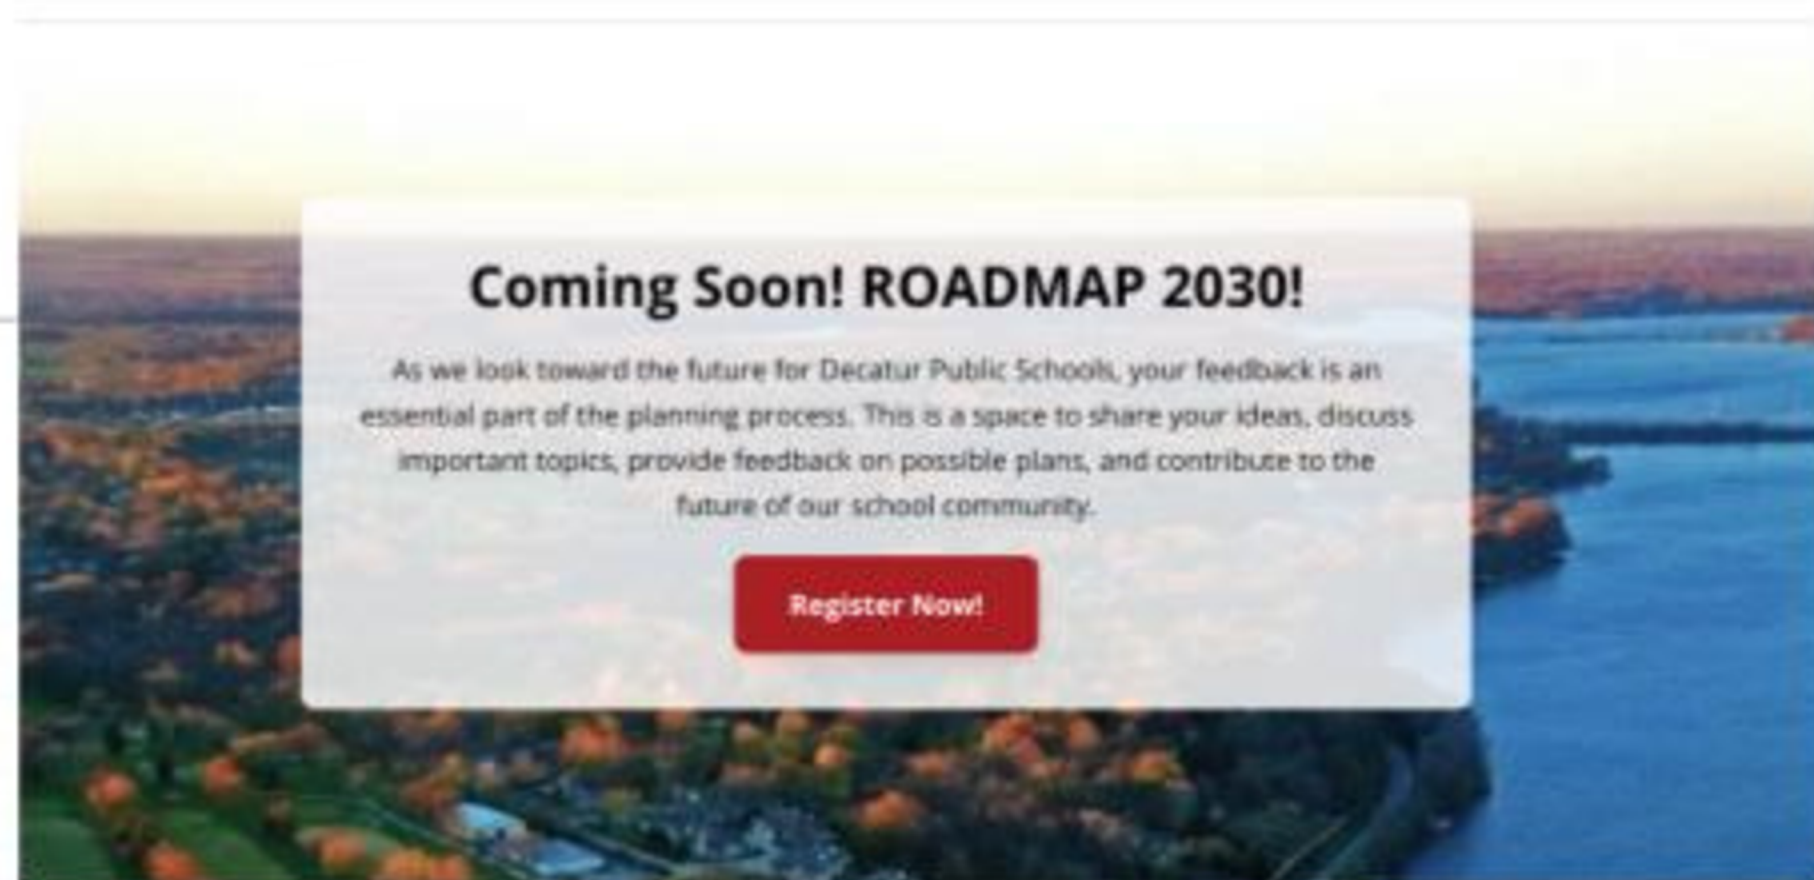 Coming Soon! ROADMAP 2030!
As we look toward the future for Decatur Public Schools, your feedback is an
essential part of the planning process. This is a space to share your ideas, discuss
important topics, provide feedback on possible plans, and contribute to the
future of our school community.
Register Now!